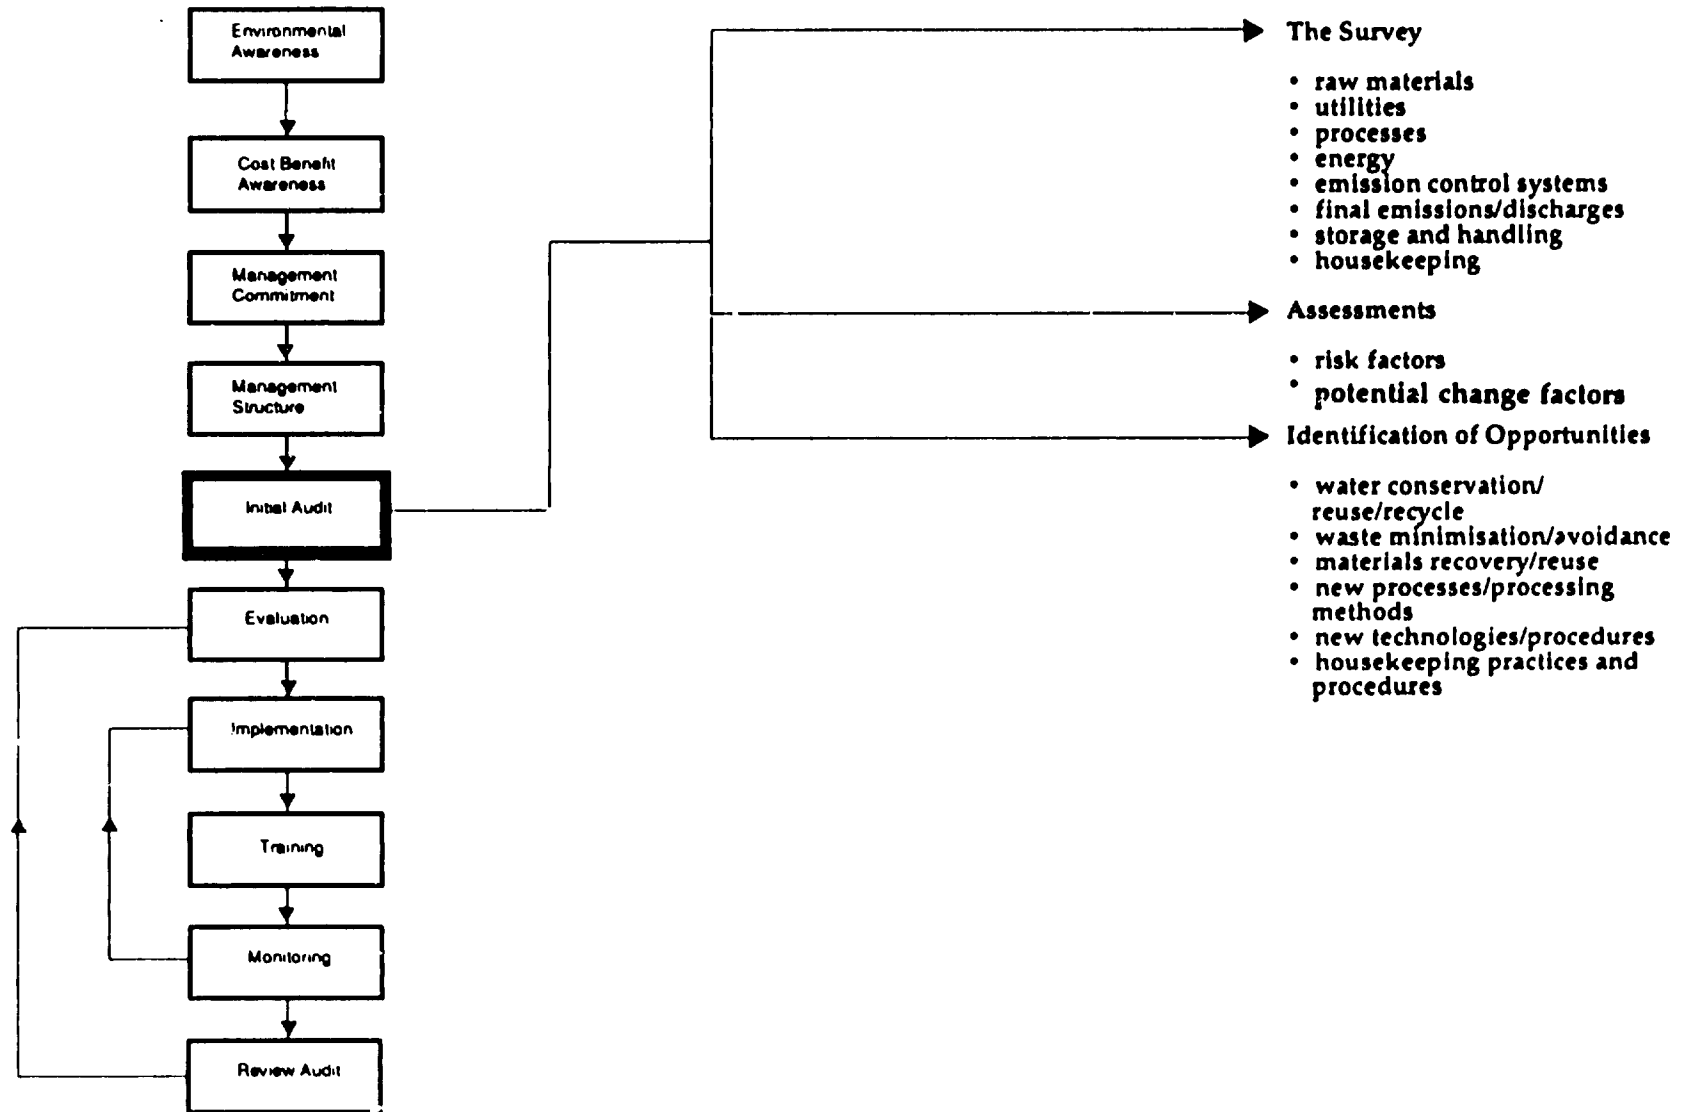 Environmental
Awareness
Cost Benefit
Awareness
Management
Commitment
Management
Structure
Initial Audit
Evaluation
Implementation
Training
Monitoring
Review Audit
The Survey
• raw materials
• utilities
• processes
• energy
• emission control systems
• final emissions/discharges
• storage and handling
• housekeeping
Assessments
• risk factors
• potential change factors
Identification of Opportunities
• water conservation/
reuse/recycle
• waste minimisation/avoidance
• materials recovery/reuse
• new processes/processing
methods
• new technologies/procedures
• housekeeping practices and
procedures